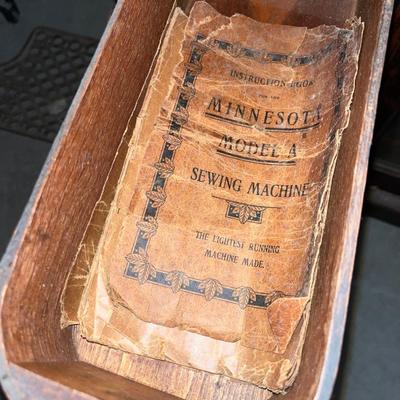 INSTRUCTION BOOK
FOR THE
MINNESOTA
MODEL A
SEWING MACHINE
THE LIGHTEST RUNNING
MACHINE MADE.